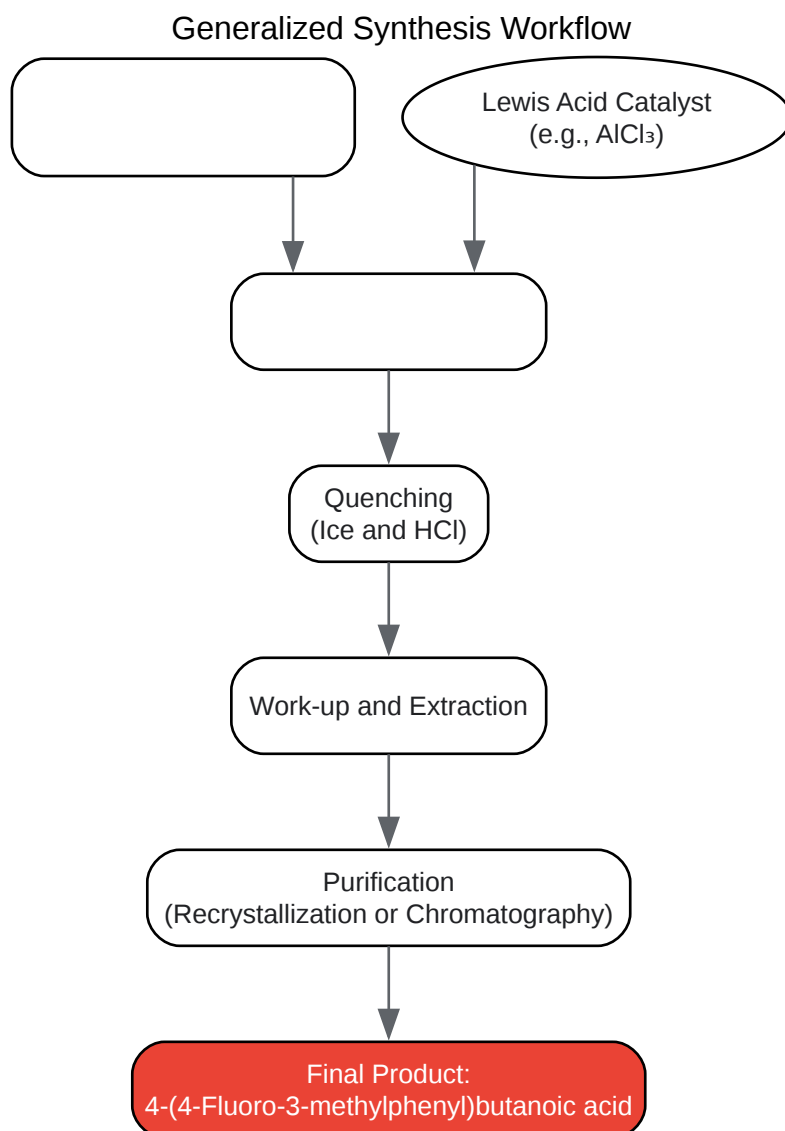 Generalized Synthesis Workflow
Lewis Acid Catalyst
(e.g., AlCl₃)
Quenching
(Ice and HCl)
Work-up and Extraction
Purification
(Recrystallization or Chromatography)
Final Product:
4-(4-Fluoro-3-methylphenyl)butanoic acid